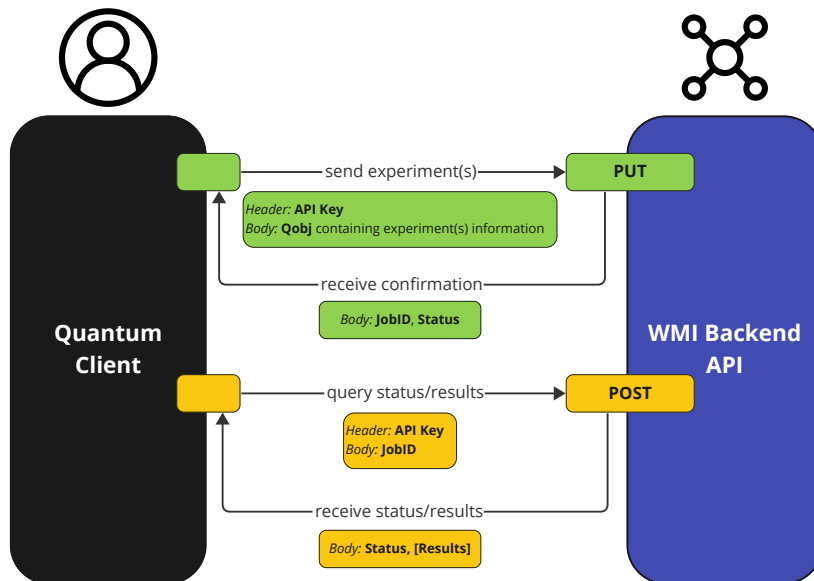 send experiment(s)
PUT
Header: API Key
Body: Qobj containing experiment(s) information
receive confirmation
Body: JobID, Status
Quantum
Client
WMI Backend
API
query status/results
POST
Header: API Key
Body: JobID
receive status/results
Body: Status, [Results]